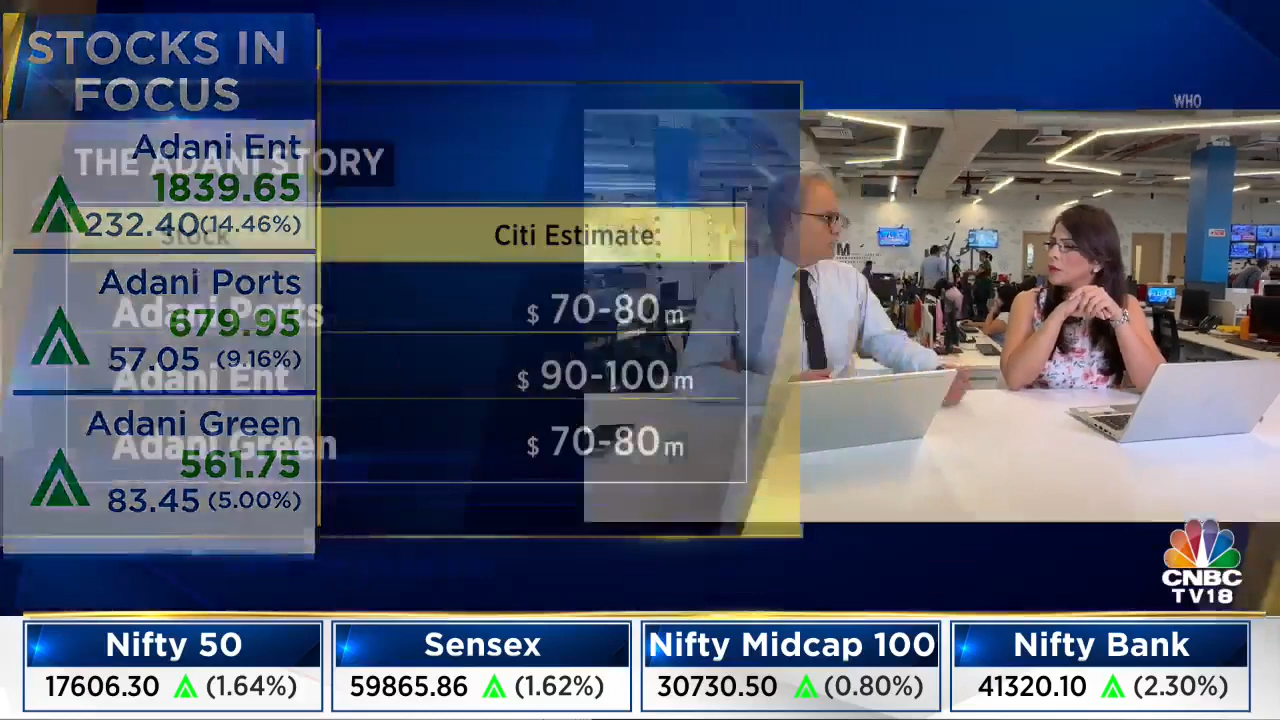 STOCKS IN
FOCUS
Adani Ent
1839.65
232.40(14.46%)
Adani Ports
679.95
57.05 (9.16%)
Adani Green
561.75
83.45 (5.00%)
THE ADANI STORY
Stock
Citi Estimate:
Adani Ports
$ 70-80m
Adani Ent
$ 90-100m
Adani Green
$ 70-80m
WHO
CNBC
TV18
Nifty 50
17606.30 (1.64%)
Sensex
59865.86 (1.62%)
Nifty Midcap 100
30730.50 (0.80%)
Nifty Bank
41320.10 (2.30%)